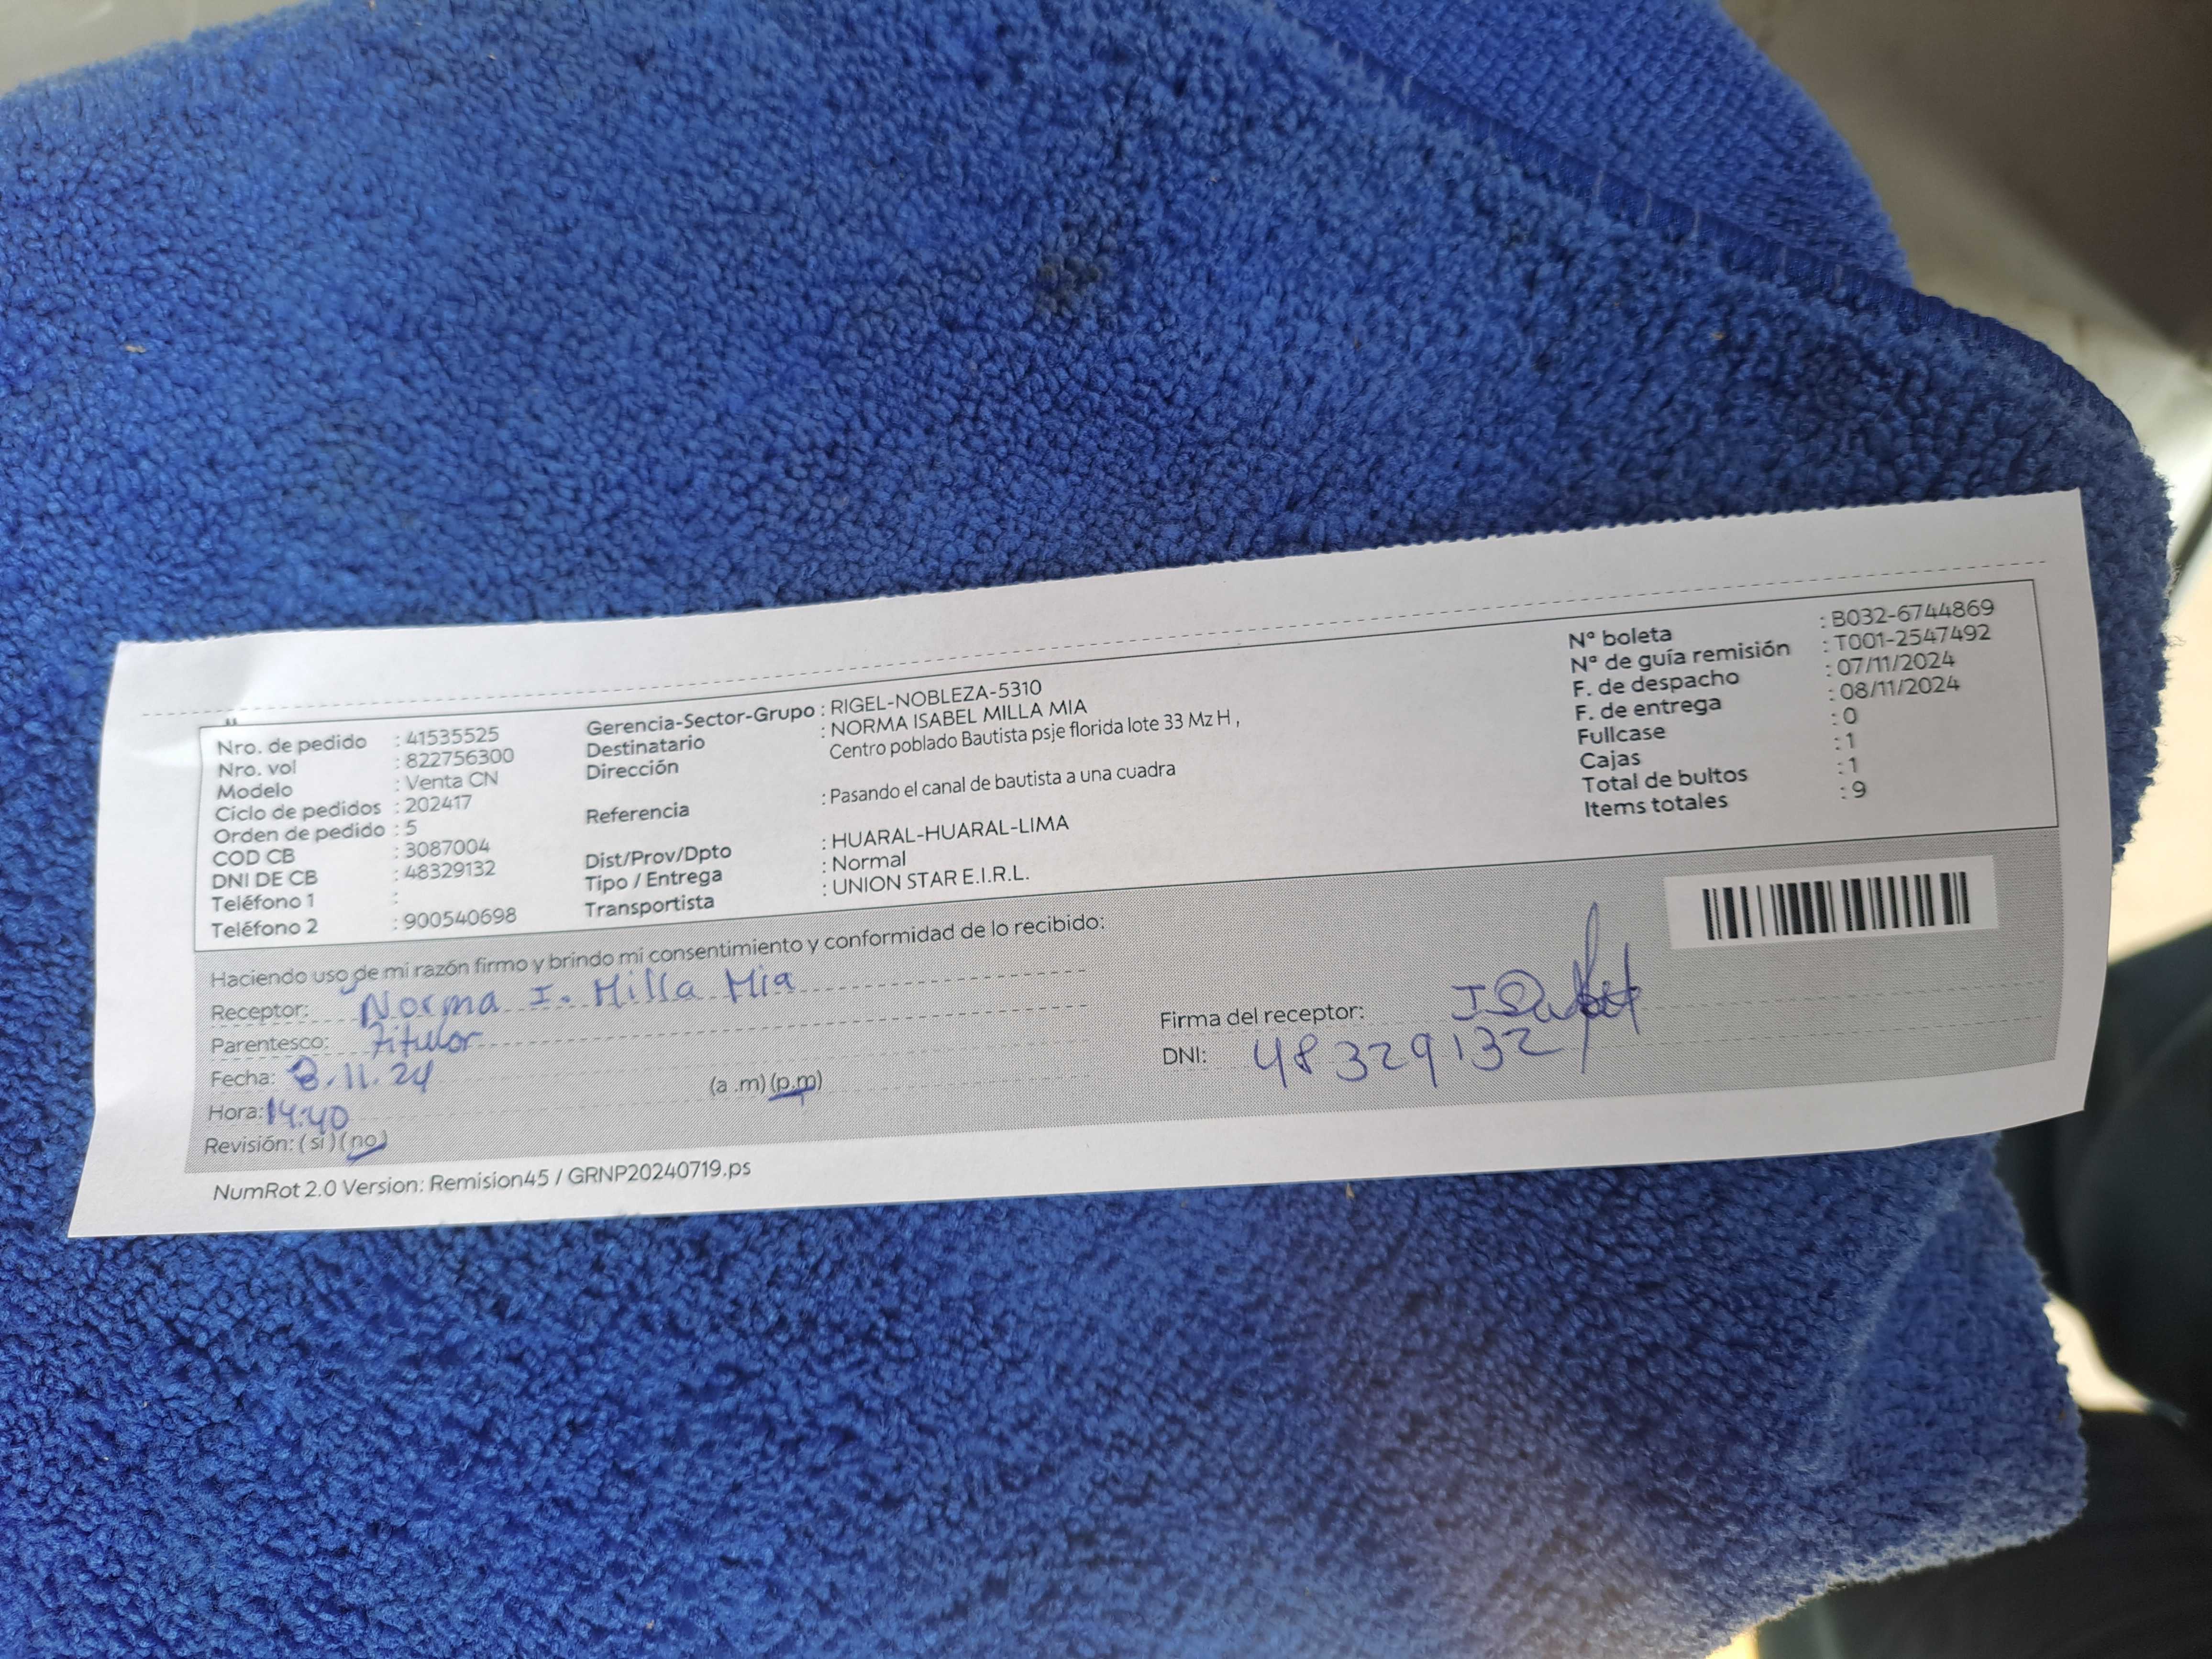 Nro. de pedido : 41535525
Nro. vol : 822756300
Modelo : Venta CN
Ciclo de pedidos : 202417
Orden de pedido : 5
COD CB : 3087004
DNI DE CB : 48329132
Teléfono 1 :
Teléfono 2 : 900540698
Gerencia-Sector-Grupo : RIGEL-NOBLEZA-5310
Destinatario : NORMA ISABEL MILLA MIA
Dirección Centro poblado Bautista psje florida lote 33 Mz H ,
Referencia : Pasando el canal de bautista a una cuadra
Dist/Prov/Dpto : HUARAL-HUARAL-LIMA
Tipo / Entrega : Normal
Transportista : UNION STAR E.I.R.L.
N° boleta : B032-6744869
N° de guía remisión : T001-2547492
F. de despacho : 07/11/2024
F. de entrega : 08/11/2024
Fullcase : 0
Cajas : 1
Total de bultos : 1
Items totales : 9
Haciendo uso de mi razón firmo y brindo mi consentimiento y conformidad de lo recibido:
Receptor: Norma I. Milla Mia
Parentesco: Titular
Fecha: 8.11.24
Hora: 14:40 (a .m) (p.m)
Revisión: ( si ) ( no )
Firma del receptor:
DNI: 48329132
NumRot 2.0 Version: Remision45 / GRNP20240719.ps